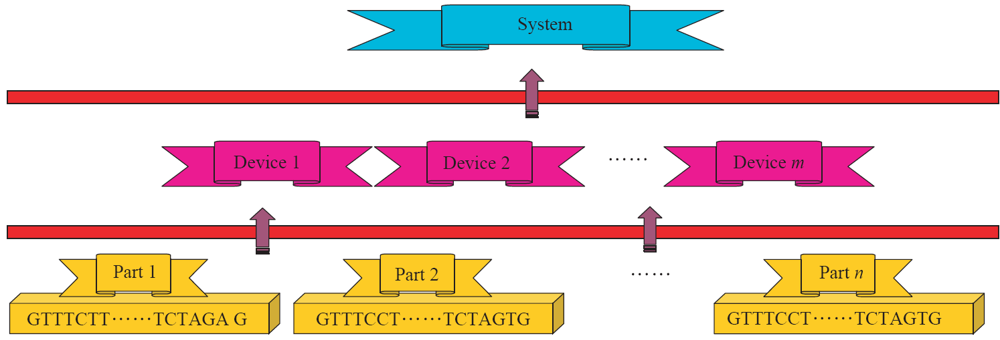 System
Device 1
Device 2
……
Device m
Part 1
Part 2
……
Part n
GTTTCTT……TCTAGA G
GTTTCCT……TCTAGTG
GTTTCCT……TCTAGTG